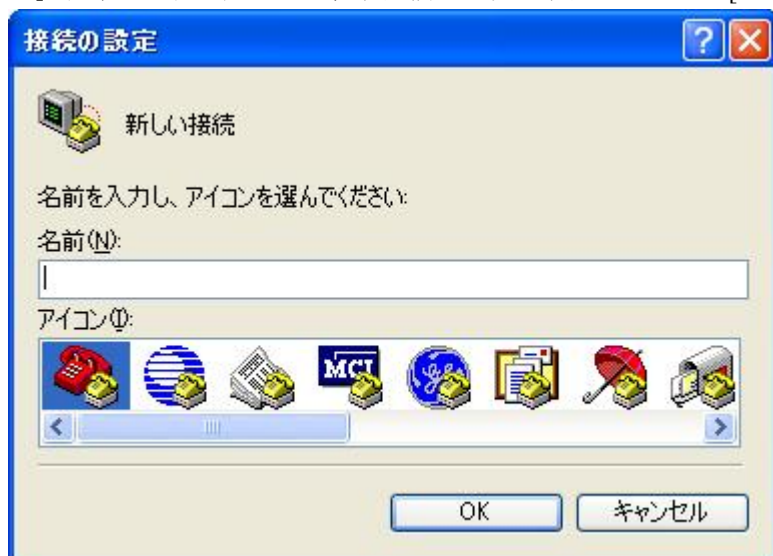 接続の設定
新しい接続
名前を入力し、アイコンを選んでください:
名前(N):
アイコン(I):
MCI
OK
キャンセル